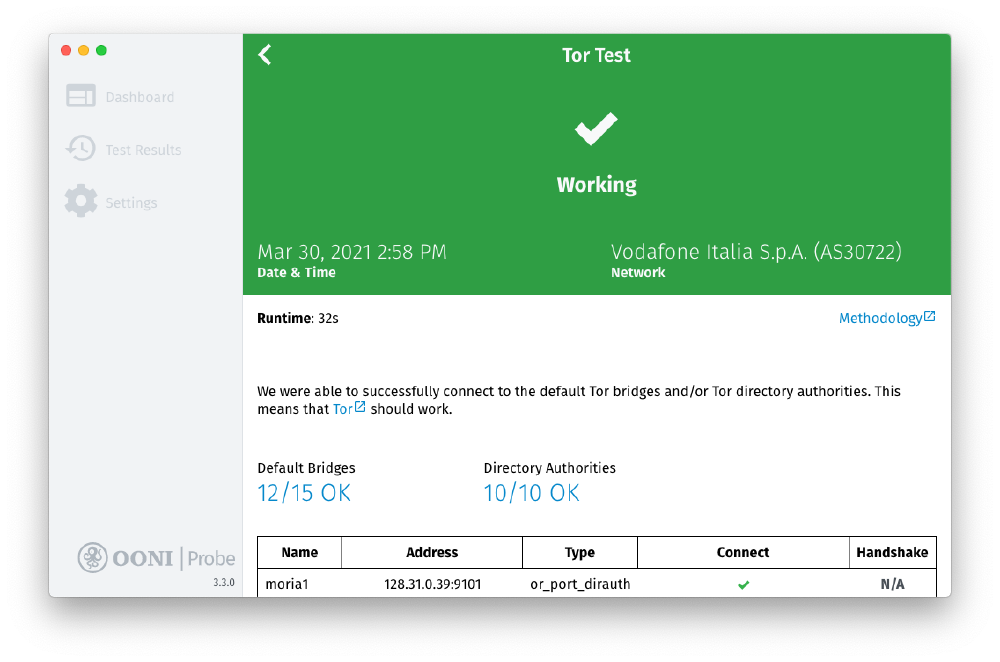 Tor Test
Dashboard
Test Results
Settings
Working
Mar 30, 2021 2:58 PM
Date & Time
Vodafone Italia S.p.A. (AS30722)
Network
Runtime: 32s
Methodology
We were able to successfully connect to the default Tor bridges and/or Tor directory authorities. This
means that Tor should work.
Default Bridges
12/15 OK
Directory Authorities
10/10 OK
Name Address Type Connect Handshake
moria1 128.31.0.39:9101 or_port_dirauth N/A
OONI Probe
3.3.0